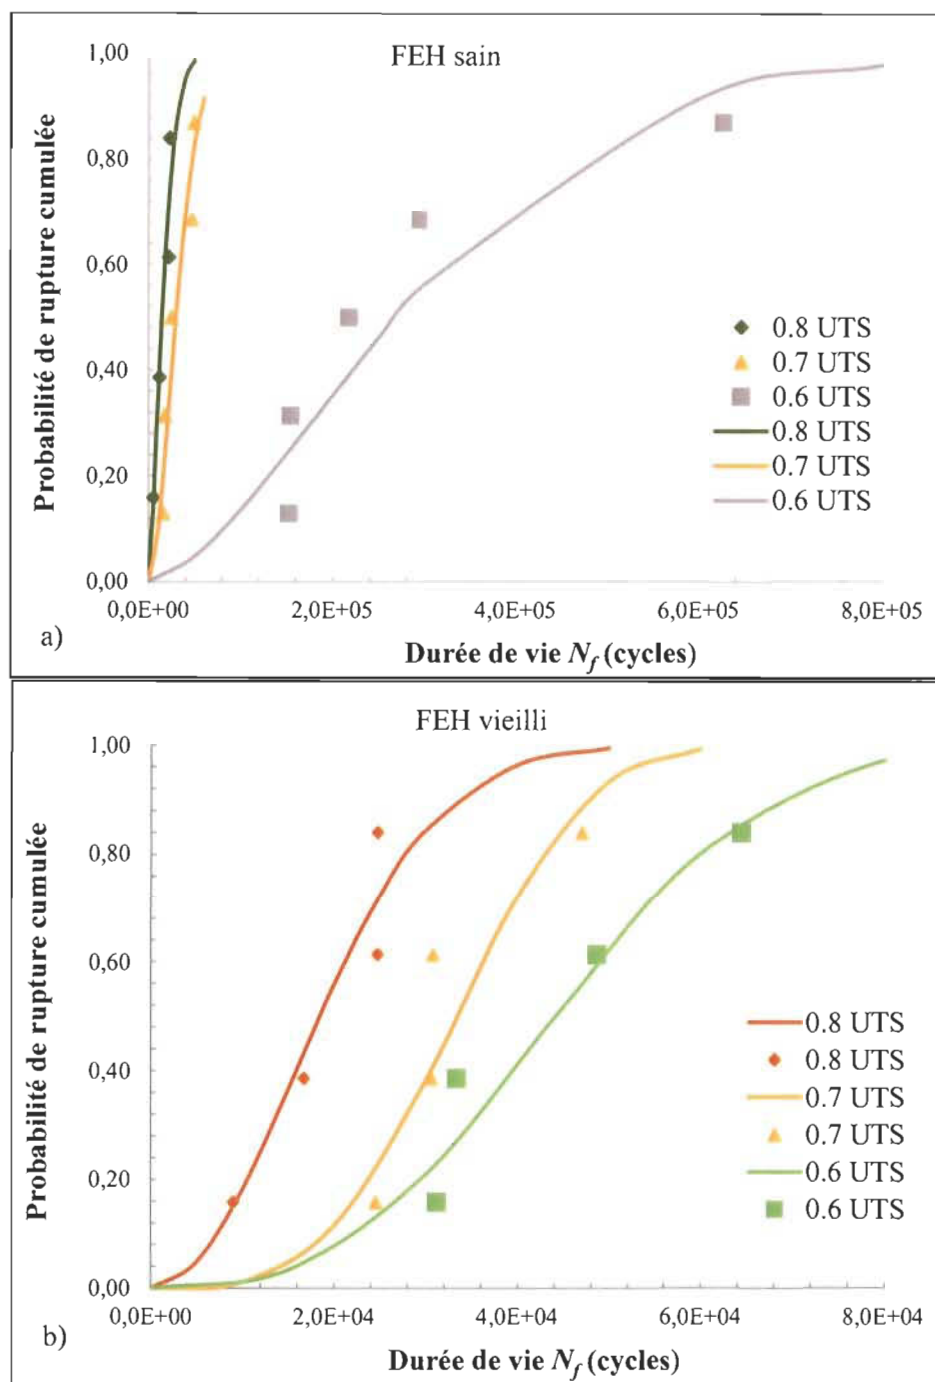 FEH sain
Probabilité de rupture cumulée
1,00
0,80
0,60
0,40
0,20
0,00
0.8 UTS
0.7 UTS
0.6 UTS
0.8 UTS
0.7 UTS
0.6 UTS
0,0E+00 2,0E+05 4,0E+05 6,0E+05 8,0E+05
a)
Durée de vie Nf (cycles)
FEH vieilli
Probabilité de rupture cumulée
1,00
0,80
0,60
0,40
0,20
0,00
0.8 UTS
0.8 UTS
0.7 UTS
0.7 UTS
0.6 UTS
0.6 UTS
0,0E+00 2,0E+04 4,0E+04 6,0E+04 8,0E+04
b)
Durée de vie Nf (cycles)